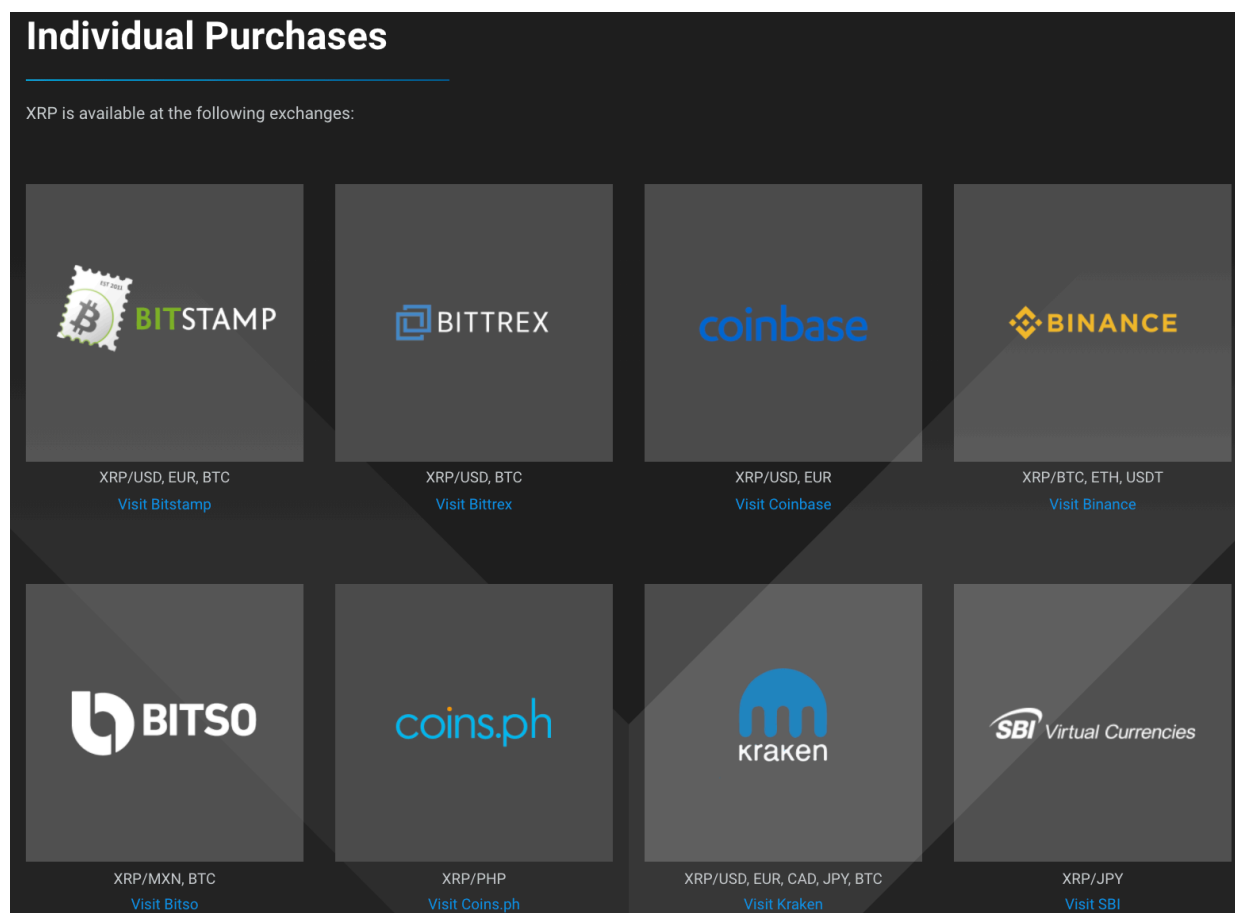 Individual Purchases
XRP is available at the following exchanges:
EST 2011
BITSTAMP
BITTREX
coinbase
BINANCE
XRP/USD, EUR, BTC
XRP/USD, BTC
XRP/USD, EUR
XRP/BTC, ETH, USDT
Visit Bitstamp
Visit Bittrex
Visit Coinbase
Visit Binance
BITSO
coins.ph
kraken
SBI Virtual Currencies
XRP/MXN, BTC
XRP/PHP
XRP/USD, EUR, CAD, JPY, BTC
XRP/JPY
Visit Bitso
Visit Coins.ph
Visit Kraken
Visit SBI